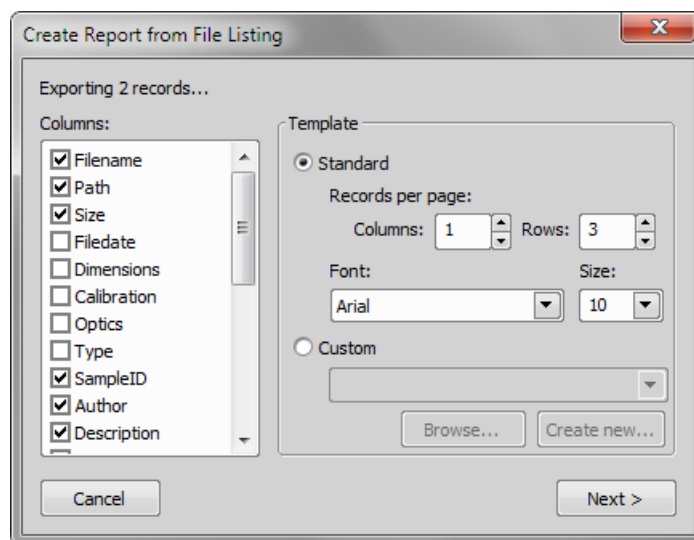 Create Report from File Listing
Exporting 2 records...
Columns:
Filename
Path
Size
Filedate
Dimensions
Calibration
Optics
Type
SampleID
Author
Description
Template
Standard
Records per page:
Columns: 1 Rows: 3
Font: Size:
Arial 10
Custom
Browse... Create new...
Cancel Next >